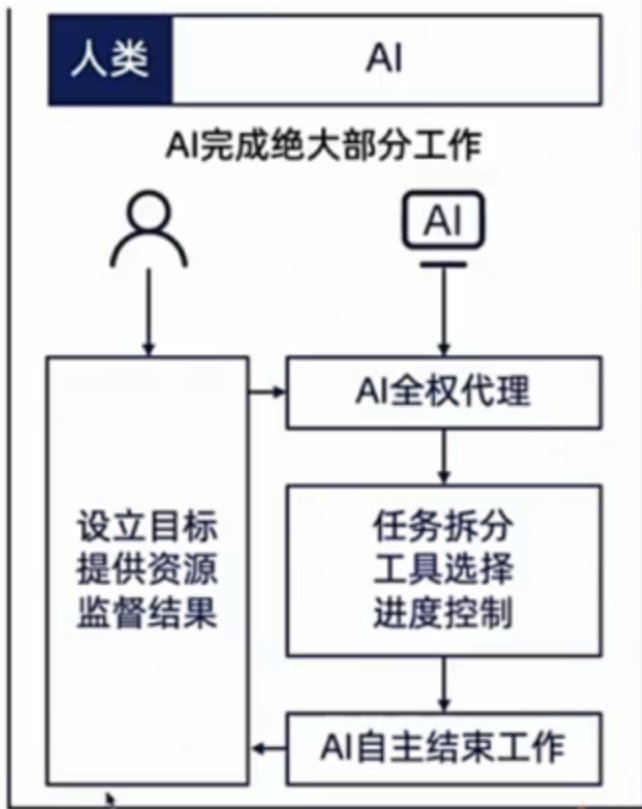 人类
AI
AI完成绝大部分工作
AI
AI全权代理
设立目标
提供资源
监督结果
任务拆分
工具选择
进度控制
AI自主结束工作